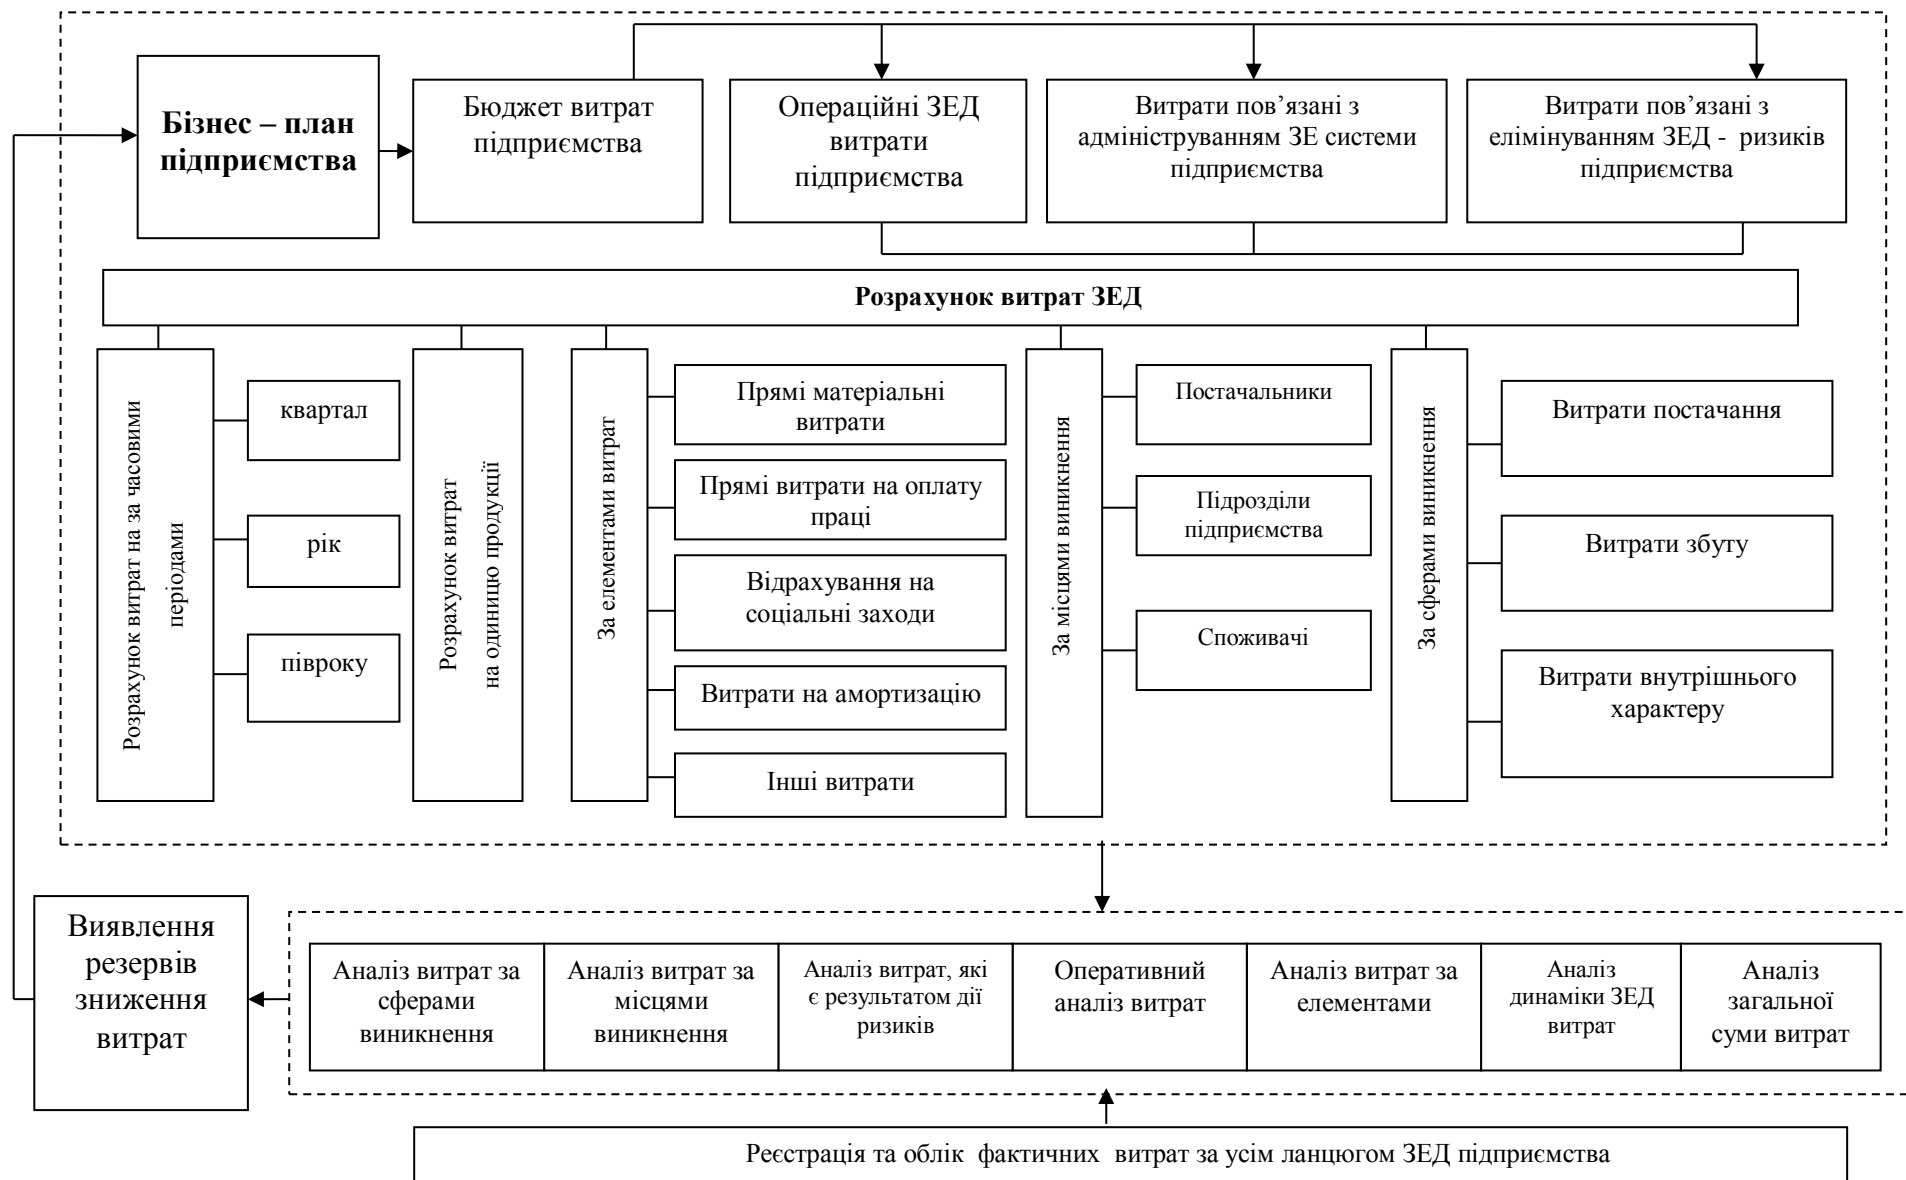 Бізнес – план
підприємства
Бюджет витрат
підприємства
Операційні ЗЕД
витрати
підприємства
Витрати пов’язані з
адмініструванням ЗЕ системи
підприємства
Витрати пов’язані з
елімінуванням ЗЕД -  ризиків
підприємства
Розрахунок витрат ЗЕД
Розрахунок витрат на за часовими
періодами
квартал
рік
півроку
Розрахунок витрат
на одиницю продукції
За елементами витрат
Прямі матеріальні
витрати
Прямі витрати на оплату
праці
Відрахування на
соціальні заходи
Витрати на амортизацію
Інші витрати
За місцями виникнення
Постачальники
Підрозділи
підприємства
Споживачі
За сферами виникнення
Витрати постачання
Витрати збуту
Витрати внутрішнього
характеру
Виявлення
резервів
зниження
витрат
Аналіз витрат за
сферами
виникнення
Аналіз витрат за
місцями
виникнення
Аналіз витрат, які
є результатом дії
ризиків
Оперативний
аналіз витрат
Аналіз витрат за
елементами
Аналіз
динаміки ЗЕД
витрат
Аналіз
загальної
суми витрат
Реєстрація та облік  фактичних  витрат за усім ланцюгом ЗЕД підприємства